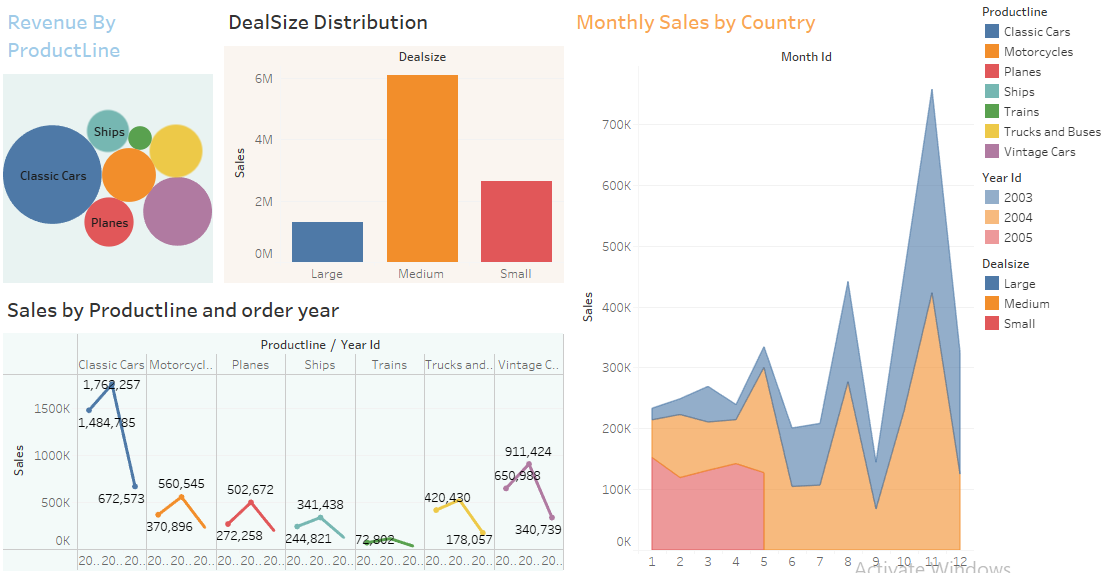 Revenue By
ProductLine
Ships
Classic Cars
Planes
DealSize Distribution
Dealsize
6M
4M
2M
0M
Sales
Large
Medium
Small
Monthly Sales by Country
Month Id
700K
600K
500K
400K
300K
200K
100K
0K
Sales
1 2 3 4 5 6 7 8 9 10 11 12
Productline
Classic Cars
Motorcycles
Planes
Ships
Trains
Trucks and Buses
Vintage Cars
Year Id
2003
2004
2005
Dealsize
Large
Medium
Small
Sales by Productline and order year
Productline / Year Id
Classic Cars Motorcycl.. Planes Ships Trains Trucks and.. Vintage C..
1500K
1000K
500K
0K
Sales
1,762,257
1,484,785
672,573
560,545
370,896
502,672
272,258
341,438
244,821
72,802
420,430
178,057
911,424
650,988
340,739
20.. 20.. 20.. 20.. 20.. 20.. 20.. 20.. 20.. 20.. 20.. 20.. 20.. 20.. 20.. 20.. 20.. 20.. 20.. 20.. 20..
Activate Windows